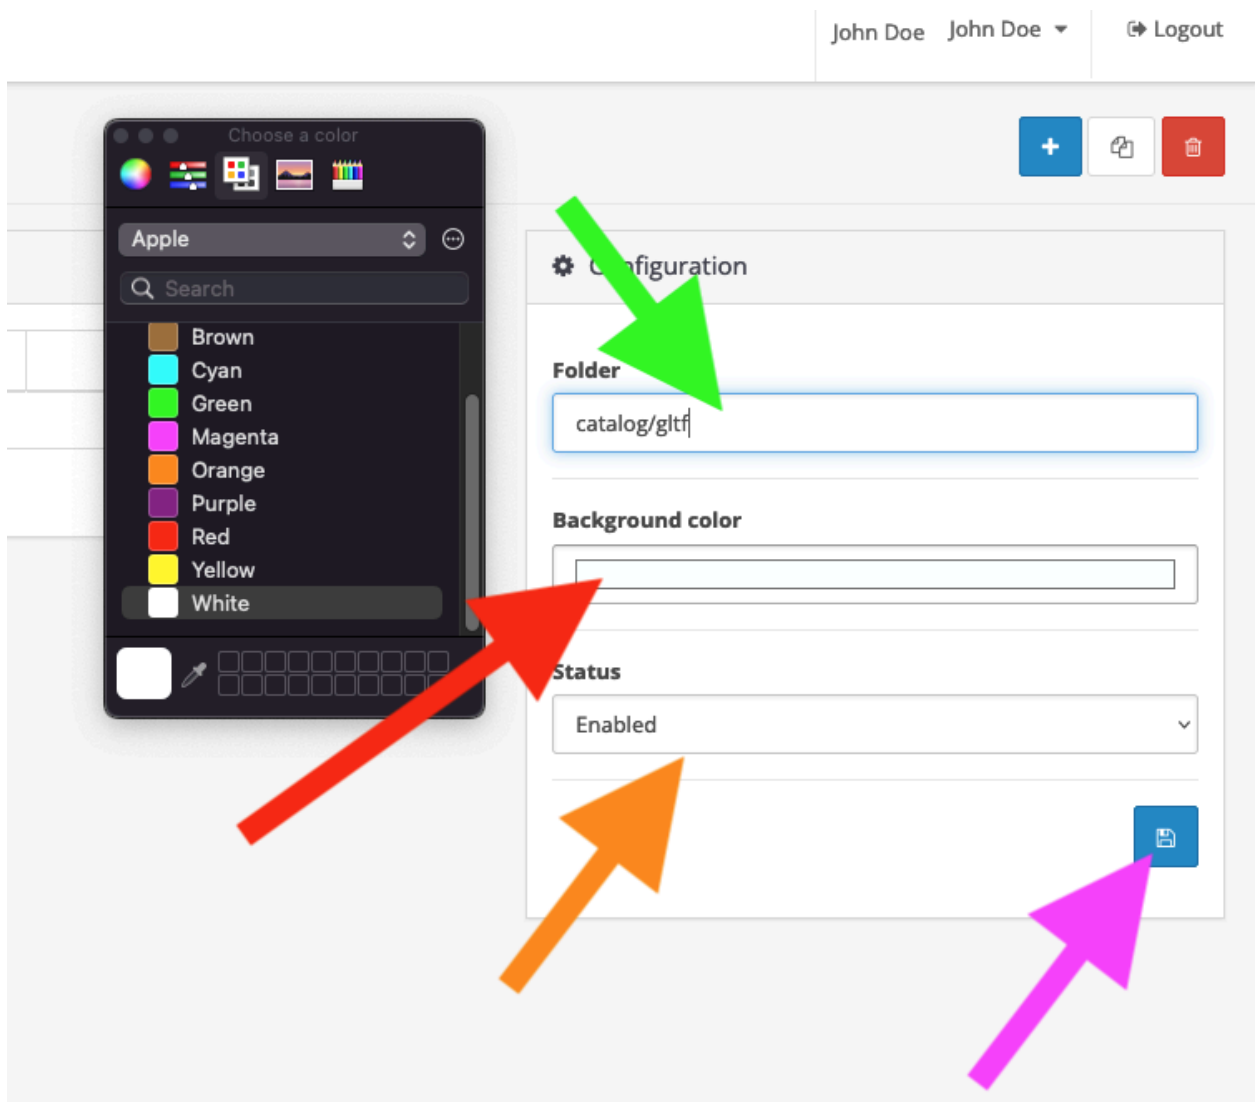 John Doe John Doe Logout
Choose a color
Apple
Search
Brown
Cyan
Green
Magenta
Orange
Purple
Red
Yellow
White
Configuration
Folder
catalog/gltf
Background color
Status
Enabled